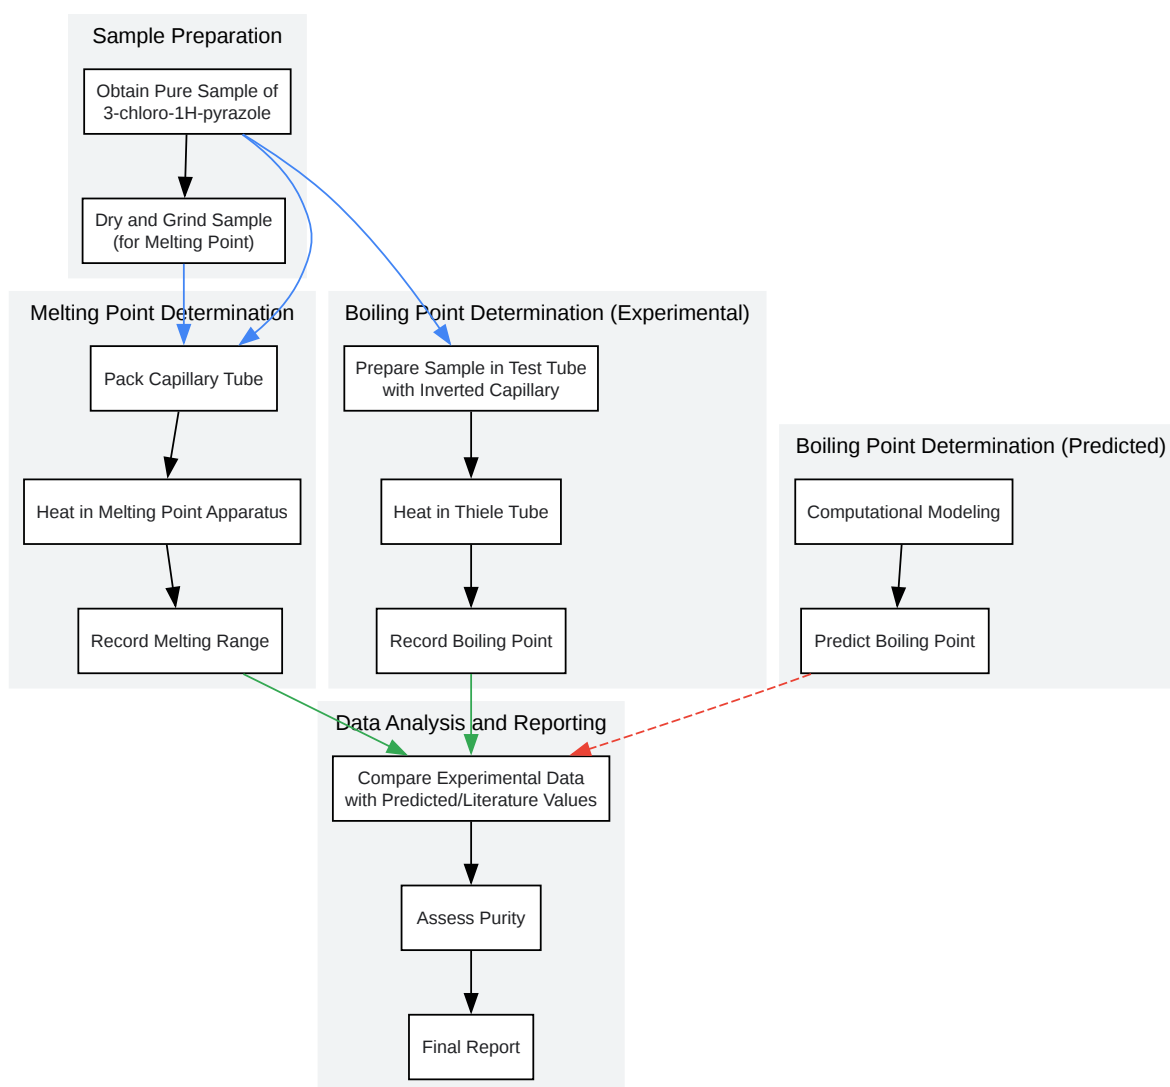 Sample Preparation
Obtain Pure Sample of
3-chloro-1H-pyrazole
Dry and Grind Sample
(for Melting Point)
Melting Point Determination
Pack Capillary Tube
Heat in Melting Point Apparatus
Record Melting Range
Boiling Point Determination (Experimental)
Prepare Sample in Test Tube
with Inverted Capillary
Heat in Thiele Tube
Record Boiling Point
Boiling Point Determination (Predicted)
Computational Modeling
Predict Boiling Point
Data Analysis and Reporting
Compare Experimental Data
with Predicted/Literature Values
Assess Purity
Final Report